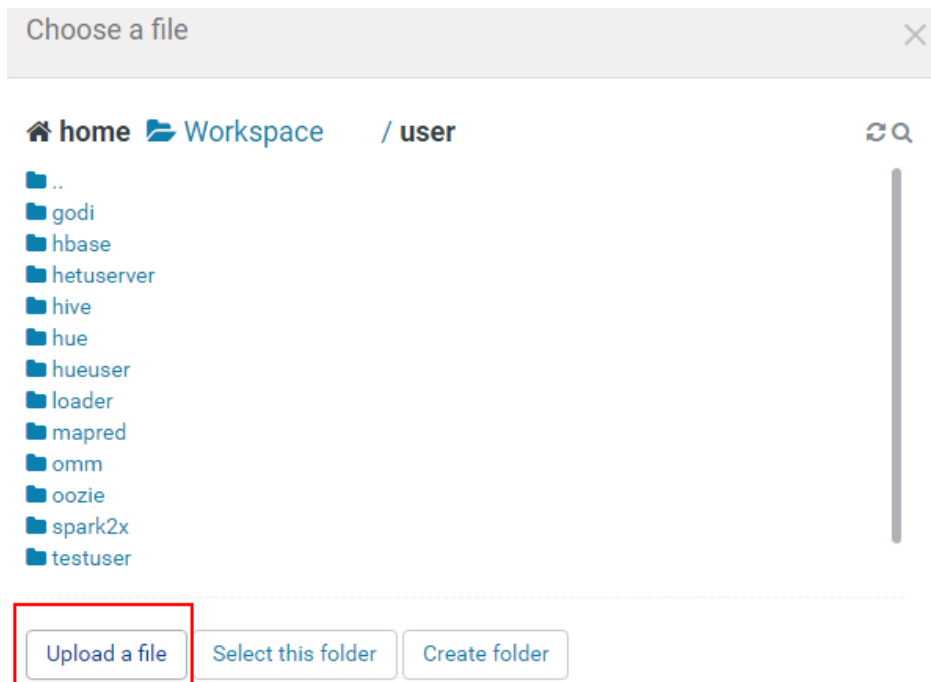 Choose a file
home Workspace / user
..
godi
hbase
hetuserver
hive
hue
hueuser
loader
mapred
omm
oozie
spark2x
testuser
Upload a file Select this folder Create folder